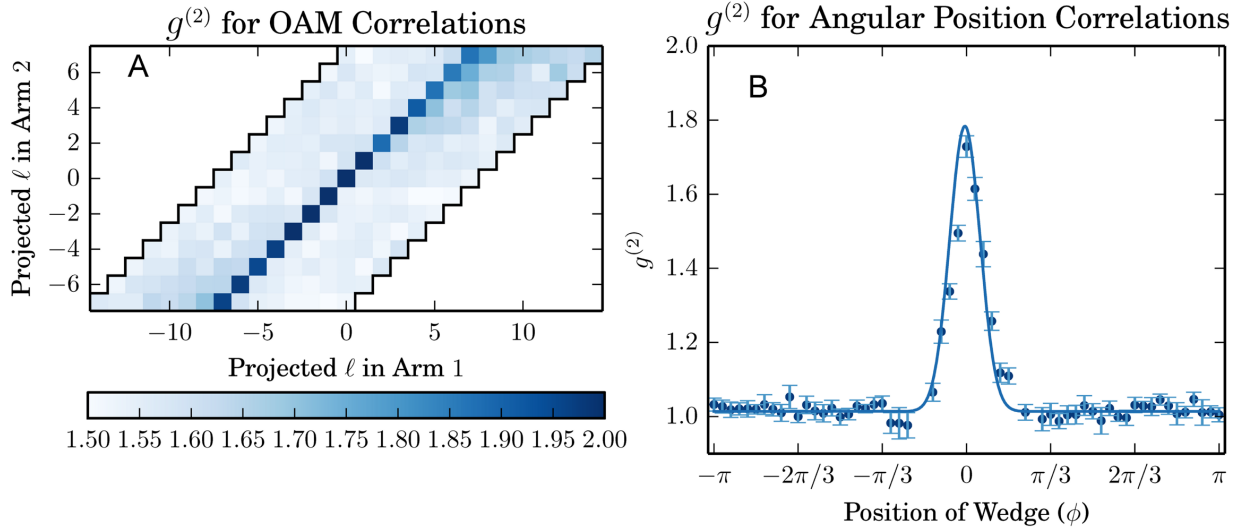 g⁽²⁾ for OAM Correlations
A
Projected ℓ in Arm 2
6
4
2
0
−2
−4
−6
−10 −5 0 5 10
Projected ℓ in Arm 1
1.50 1.55 1.60 1.65 1.70 1.75 1.80 1.85 1.90 1.95 2.00
g⁽²⁾ for Angular Position Correlations
B
g⁽²⁾
2.0
1.8
1.6
1.4
1.2
1.0
−π −2π/3 −π/3 0 π/3 2π/3 π
Position of Wedge (ϕ)